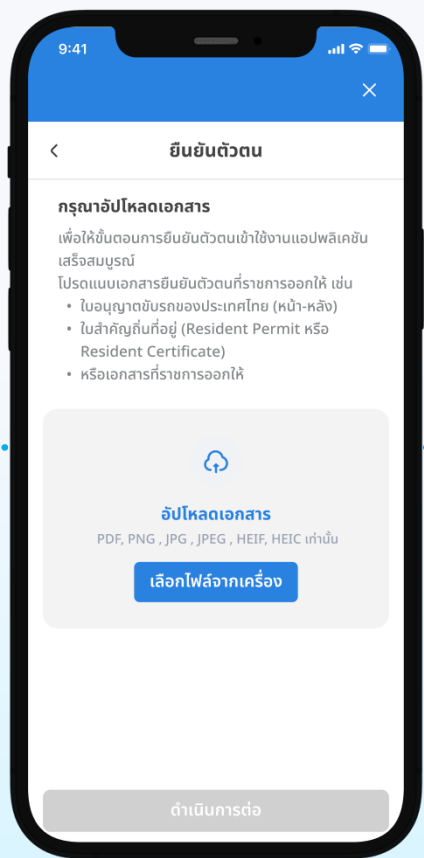 9:41
ยืนยันตัวตน
กรุณาอัปโหลดเอกสาร
เพื่อให้ขั้นตอนการยืนยันตัวตนเข้าใช้งานแอปพลิเคชัน
เสร็จสมบูรณ์
โปรดแนบเอกสารยืนยันตัวตนที่ราชการออกให้ เช่น
• ใบอนุญาตขับรถของประเทศไทย (หน้า-หลัง)
• ใบสำคัญถิ่นที่อยู่ (Resident Permit หรือ
Resident Certificate)
• หรือเอกสารที่ราชการออกให้
อัปโหลดเอกสาร
PDF, PNG , JPG , JPEG , HEIF, HEIC เท่านั้น
เลือกไฟล์จากเครื่อง
ดำเนินการต่อ